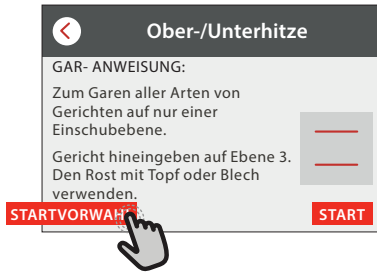 Ober-/Unterhitze
GAR- ANWEISUNG:
Zum Garen aller Arten von
Gerichten auf nur einer
Einschubebene.
Gericht hineingeben auf Ebene 3.
Den Rost mit Topf oder Blech
verwenden.
STARTVORWAHL
START